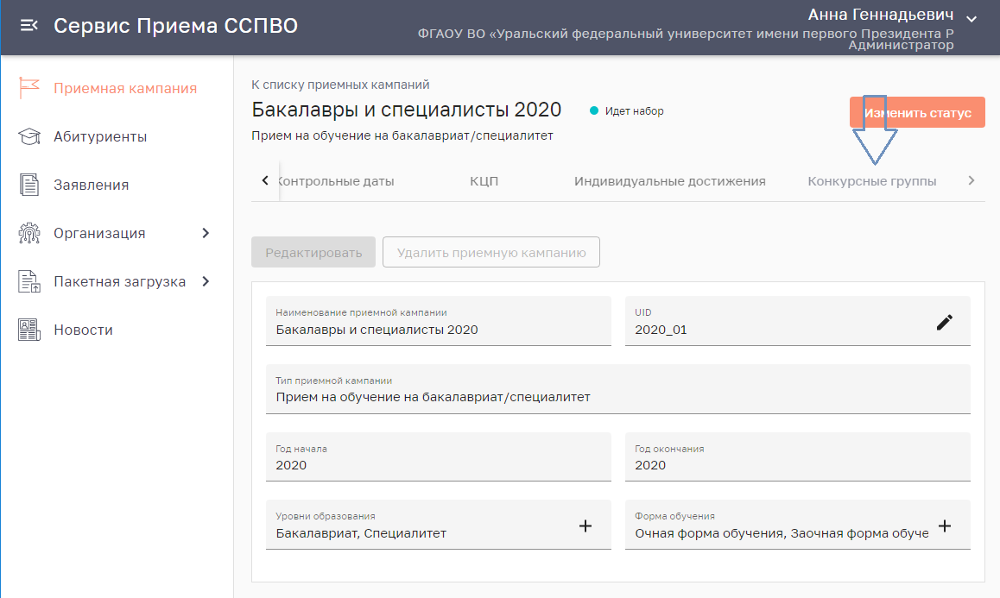 Сервис Приема ССПВО
Анна Геннадьевич
ФГАОУ ВО «Уральский федеральный университет имени первого Президента Р
Администратор
Приемная кампания
Абитуриенты
Заявления
Организация
Пакетная загрузка
Новости
К списку приемных кампаний
Бакалавры и специалисты 2020
Идет набор
Изменить статус
Прием на обучение на бакалавриат/специалитет
Контрольные даты
КЦП
Индивидуальные достижения
Конкурсные группы
Редактировать
Удалить приемную кампанию
Наименование приемной кампании
Бакалавры и специалисты 2020
UID
2020_01
Тип приемной кампании
Прием на обучение на бакалавриат/специалитет
Год начала
2020
Год окончания
2020
Уровни образования
Бакалавриат, Специалитет
Форма обучения
Очная форма обучения, Заочная форма обуче